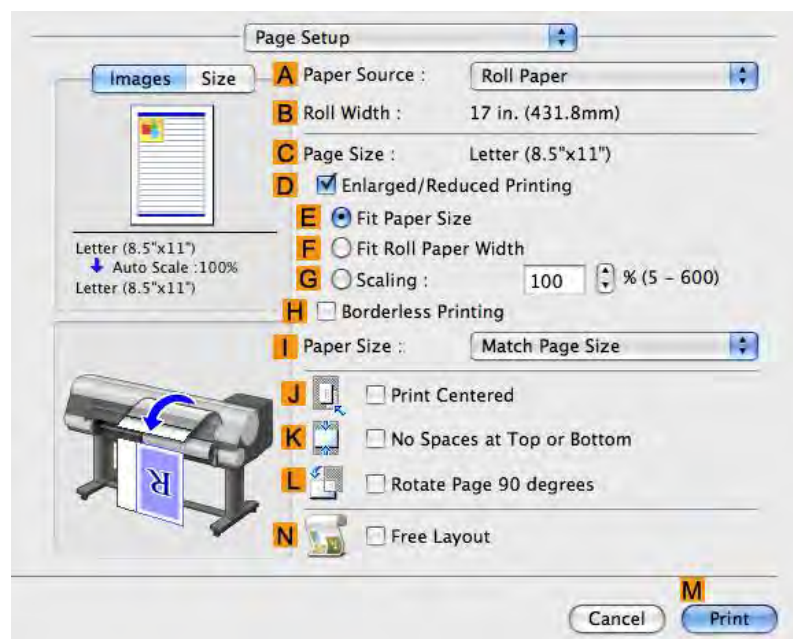 Page Setup
Images Size
A Paper Source : Roll Paper
B Roll Width : 17 in. (431.8mm)
C Page Size : Letter (8.5"x11")
D Enlarged/Reduced Printing
E Fit Paper Size
F Fit Roll Paper Width
G Scaling : 100 % (5 - 600)
H Borderless Printing
I Paper Size : Match Page Size
Letter (8.5"x11")
Auto Scale :100%
Letter (8.5"x11")
J Print Centered
K No Spaces at Top or Bottom
L Rotate Page 90 degrees
N Free Layout
R
M
Cancel Print